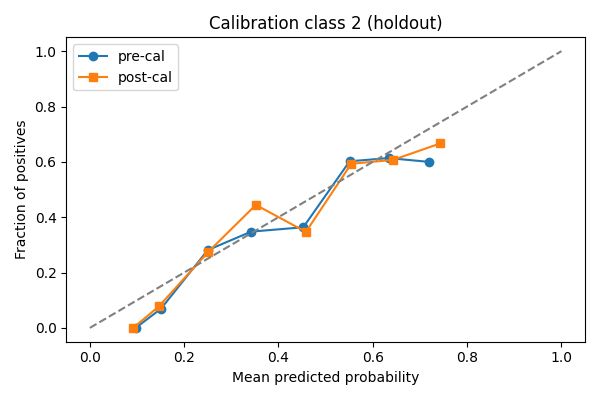 Calibration class 2 (holdout)
pre-cal
post-cal
Fraction of positives
1.0
0.8
0.6
0.4
0.2
0.0
0.0 0.2 0.4 0.6 0.8 1.0
Mean predicted probability